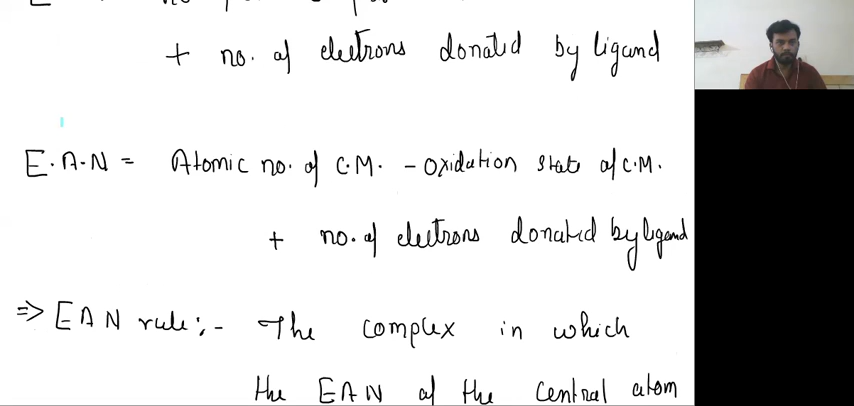 + no. of electrons donated by ligand
E.A.N = Atomic no. of C.M. - Oxidation state of C.M.
+ no. of electrons donated by ligand
=> EAN rule:- The complex in which
the EAN of the central atom